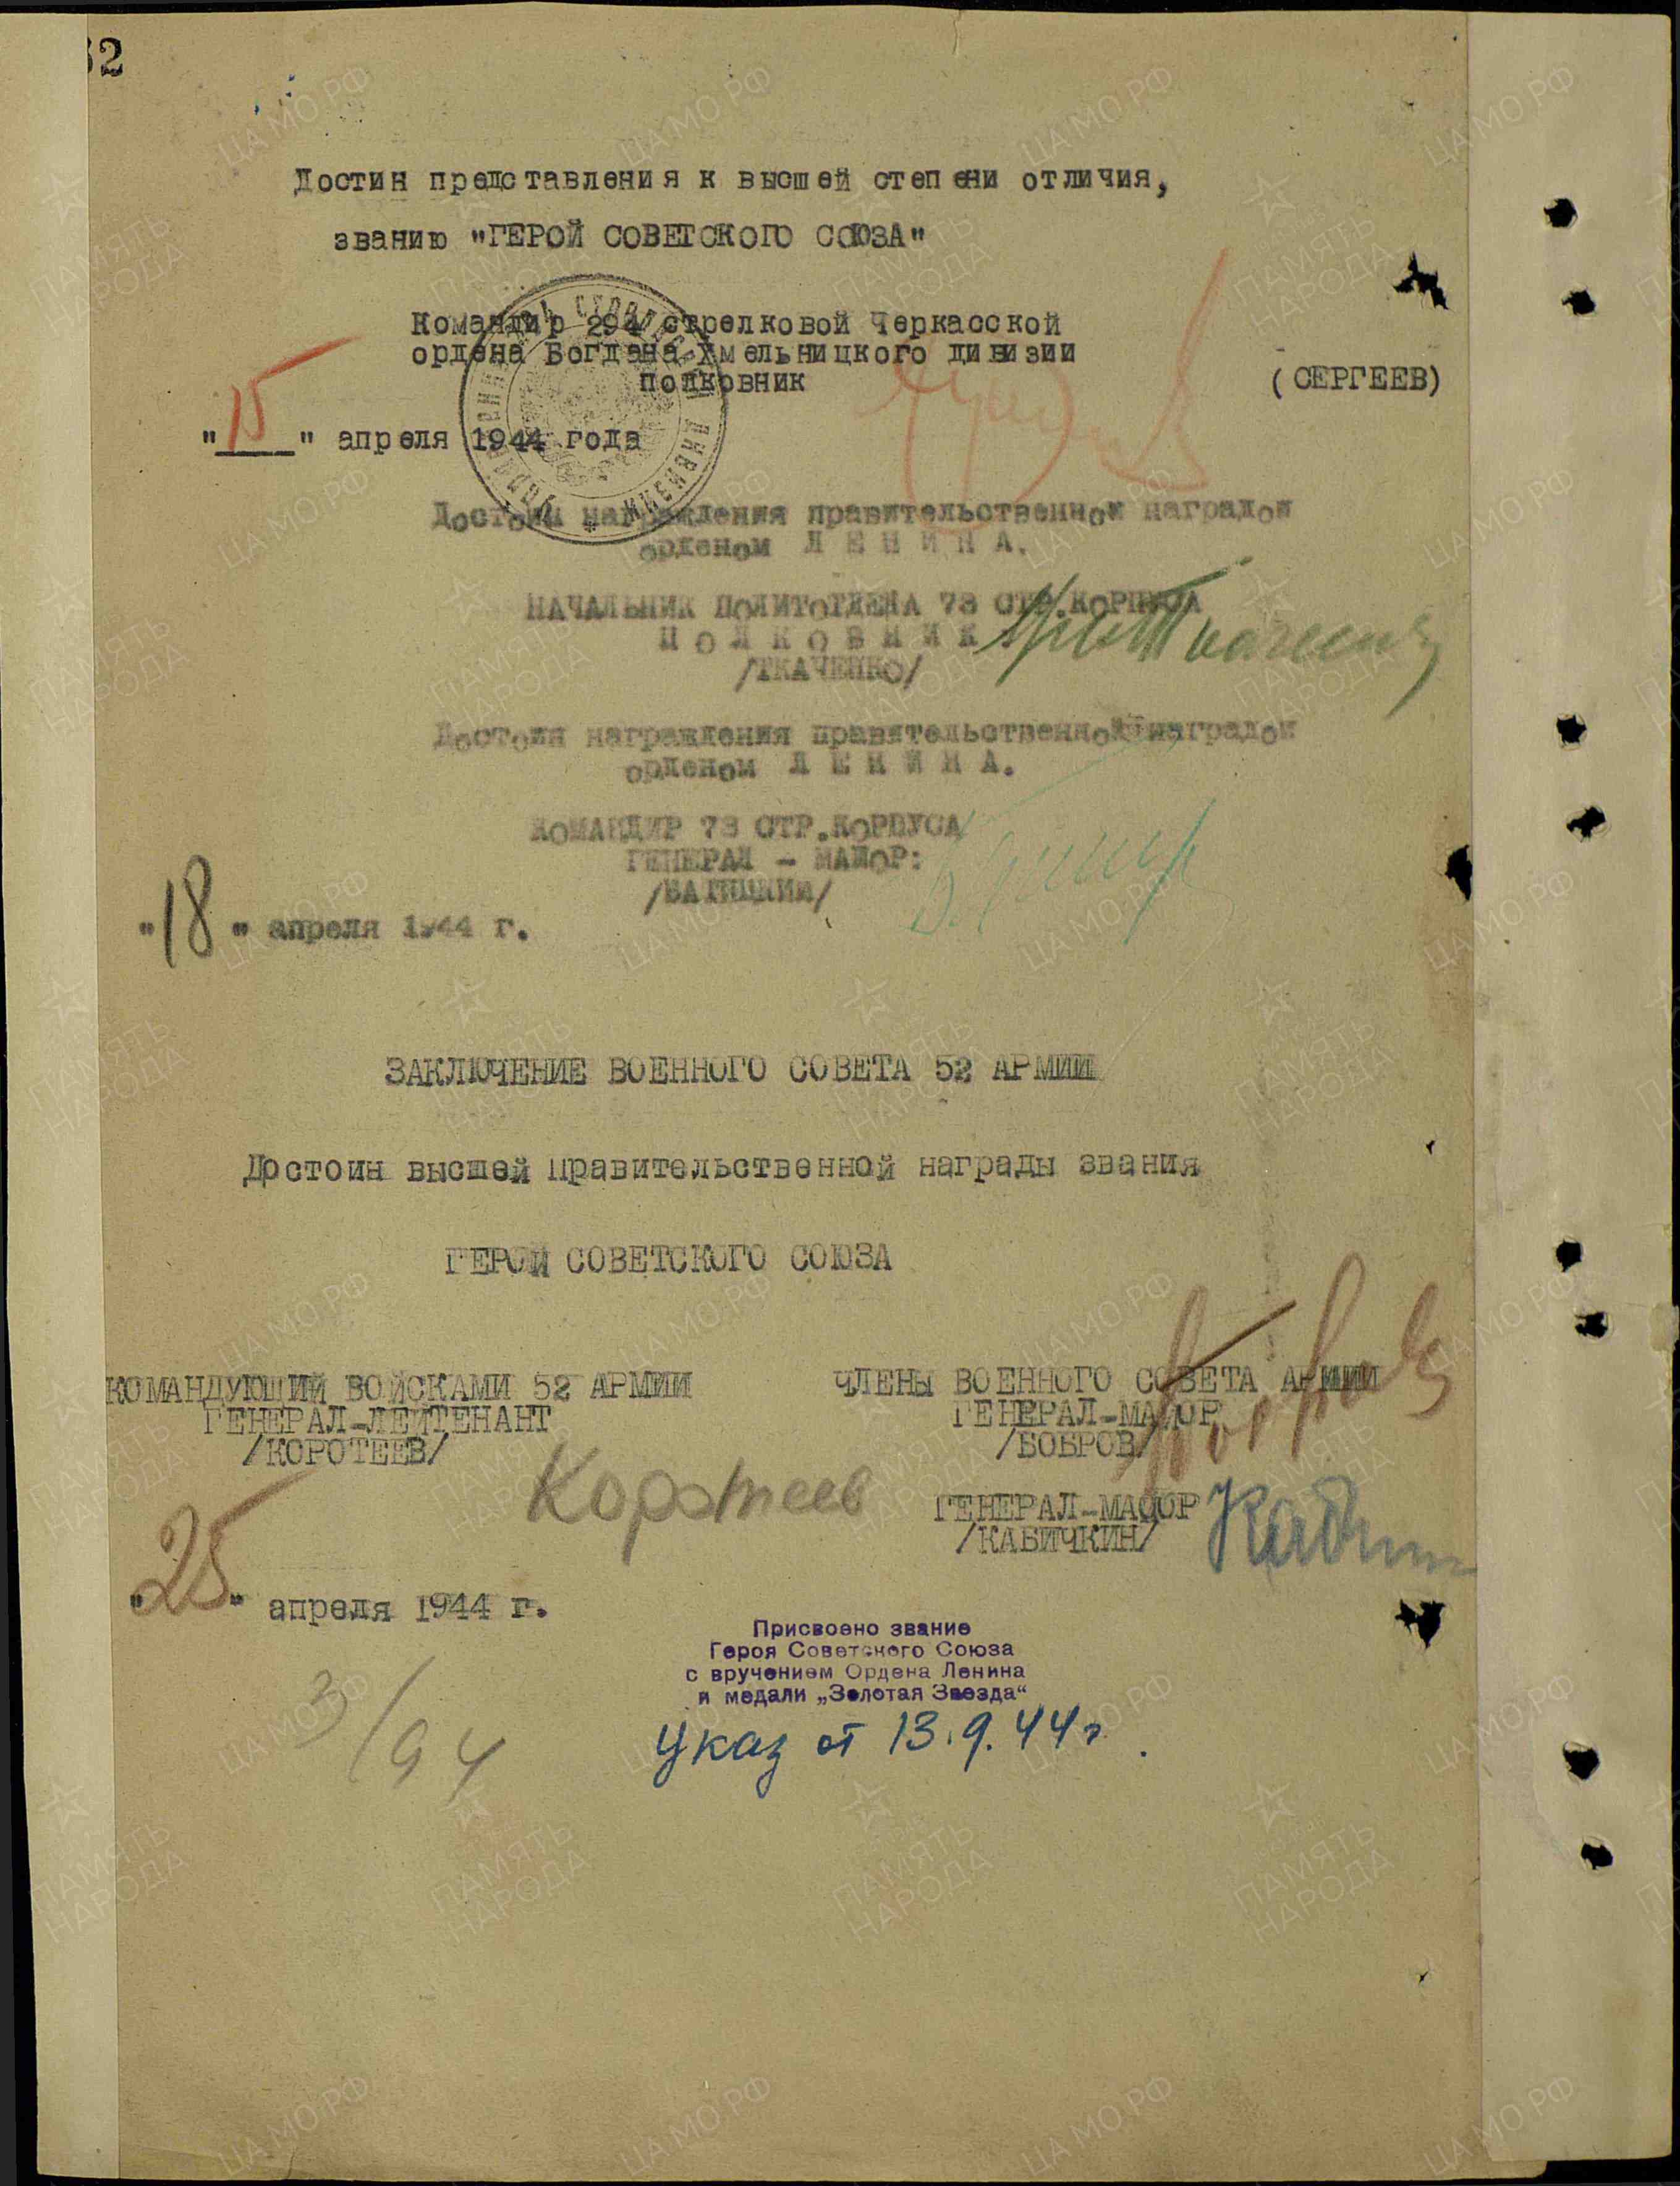 62
Достин представления к высшей степени отличия,
званию "ГЕРОЙ СОВЕТСКОГО СОЮЗА"
Командир 294 стрелковой Черкасской
ордена Богдана Хмельницкого дивизии
полковник
(СЕРГЕЕВ)
"15" апреля 1944 года
Достоин награждения правительственной наградой
орденом Л Е Н И Н А.
НАЧАЛЬНИК ПОЛИТОТДЕЛА 73 СТР.КОРПУСА
П О Л К О В Н И К
/ТКАЧЕНКО/
Достоин награждения правительственной наградой
орденом Л Е Н И Н А.
КОМАНДИР 73 СТР.КОРПУСА
ГЕНЕРАЛ - МАЙОР:
/БАТИЦКИЙ/
"18" апреля 1944 г.
ЗАКЛЮЧЕНИЕ ВОЕННОГО СОВЕТА 52 АРМИИ
Достоин высшей правительственной награды звания
ГЕРОЙ СОВЕТСКОГО СОЮЗА
КОМАНДУЮЩИЙ ВОЙСКАМИ 52 АРМИИ
ГЕНЕРАЛ-ЛЕЙТЕНАНТ
/КОРОТЕЕВ/
Коротеев
ЧЛЕНЫ ВОЕННОГО СОВЕТА АРМИИ
ГЕНЕРАЛ-МАЙОР
/БОБРОВ/
ГЕНЕРАЛ-МАЙОР
/КАБИЧКИН/
"25" апреля 1944 г.
Присвоено звание
Героя Советского Союза
с вручением Ордена Ленина
и медали „Золотая Звезда“
Указ от 13.9.44г.
3/94